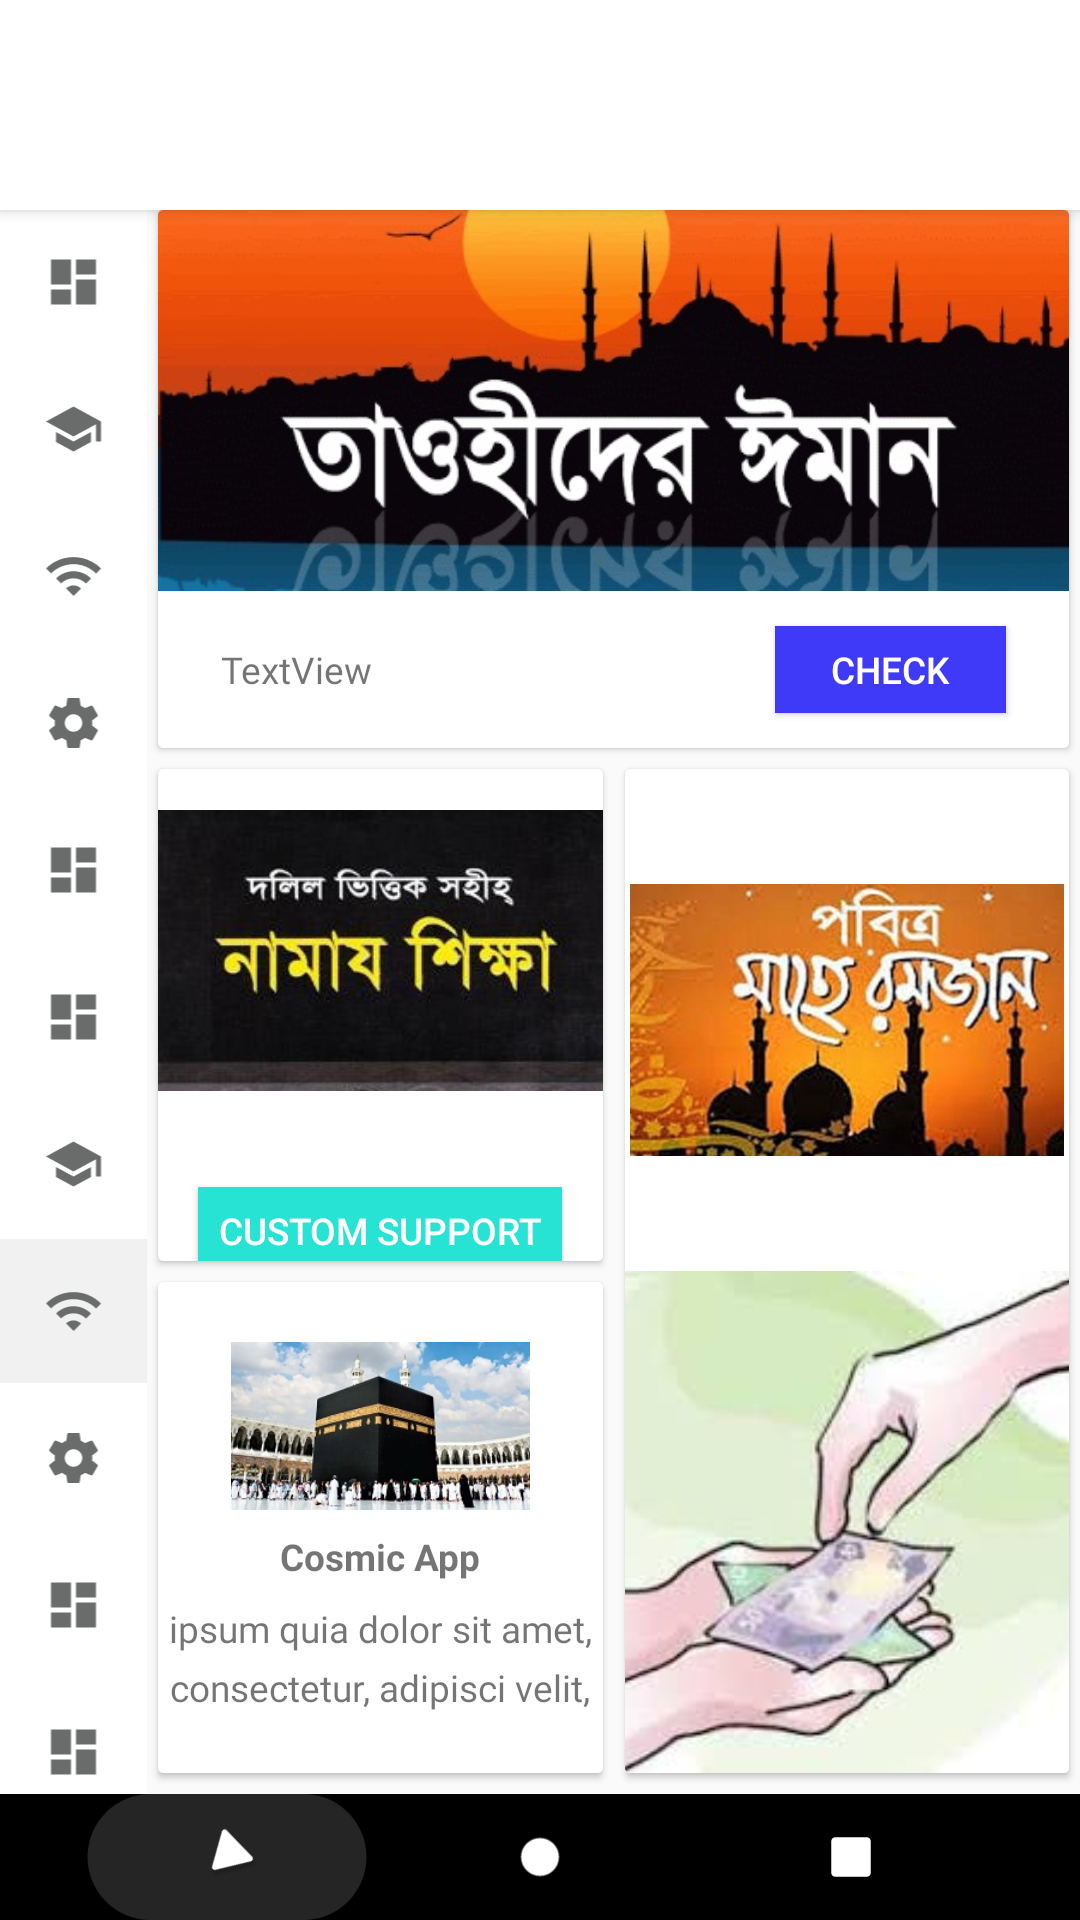 তাওহীদের ঈমান
TextView
CHECK
দলিল ভিত্তিক সহীহ্
নামায শিক্ষা
CUSTOM SUPPORT
পবিত্র
মাহে রমজান
Cosmic App
ipsum quia dolor sit amet,
consectetur, adipisci velit,